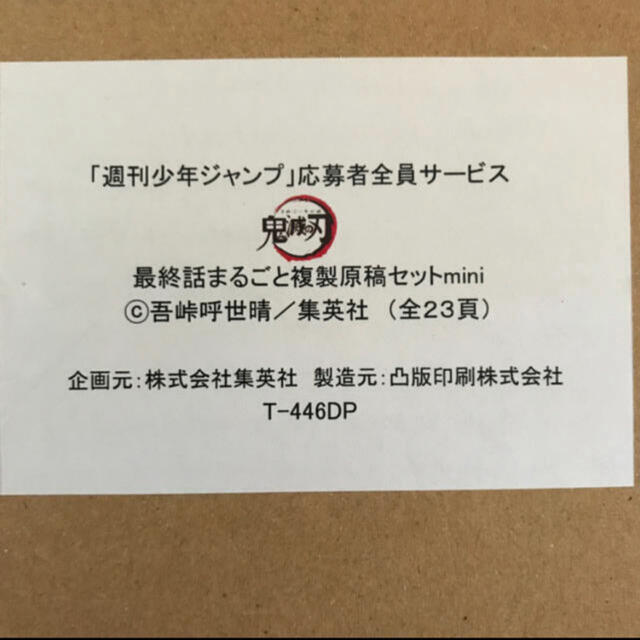 「週刊少年ジャンプ」応募者全員サービス
鬼滅の刃
最終話まるごと複製原稿セットmini
©吾峠呼世晴／集英社 （全２３頁）
企画元：株式会社集英社 製造元：凸版印刷株式会社
T-446DP